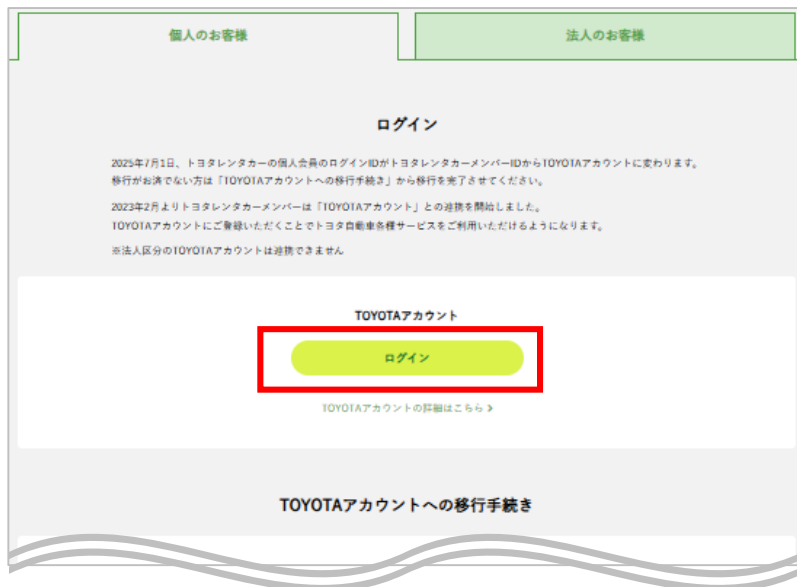 個人のお客様
法人のお客様
ログイン
2025年7月1日、トヨタレンタカーの個人会員のログインIDがトヨタレンタカーメンバーIDからTOYOTAアカウントに変わります。
移行がお済でない方は「TOYOTAアカウントへの移行手続き」から移行を完了させてください。
2023年2月よりトヨタレンタカーメンバーは「TOYOTAアカウント」との連携を開始しました。
TOYOTAアカウントにご登録いただくことでトヨタ自動車各種サービスをご利用いただけるようになります。
※法人区分のTOYOTAアカウントは連携できません
TOYOTAアカウント
ログイン
TOYOTAアカウントの詳細はこちら
TOYOTAアカウントへの移行手続き